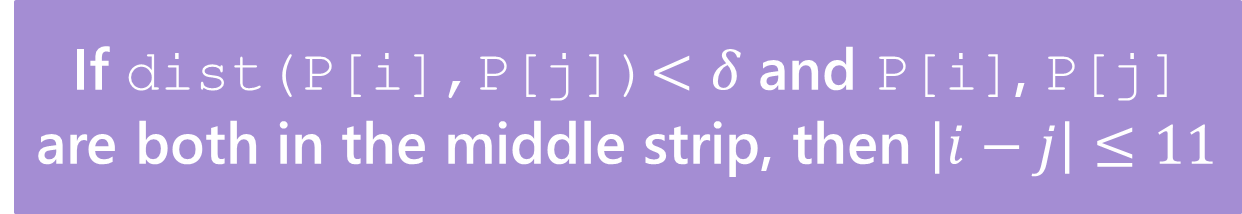 If dist(P[i],P[j])< δ and P[i], P[j]
are both in the middle strip, then |i − j| ≤ 11